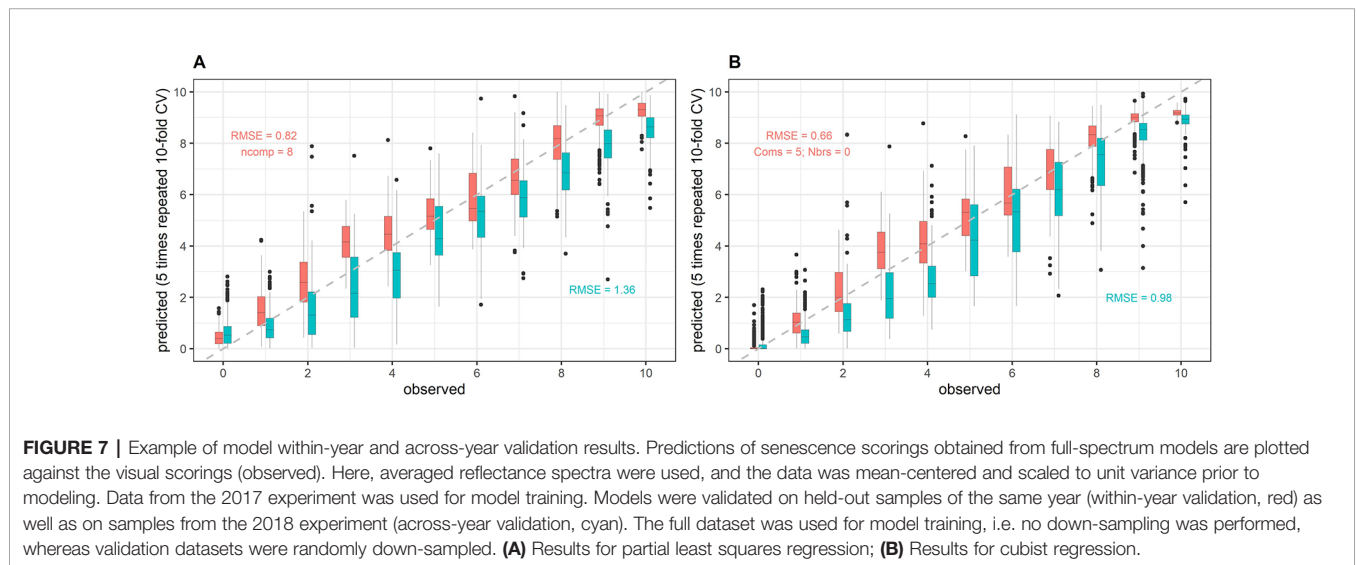 A
B
predicted (5 times repeated 10-fold CV)
10
8
6
4
2
0
RMSE = 0.82
ncomp = 8
RMSE = 1.36
0 2 4 6 8 10
observed
predicted (5 times repeated 10-fold CV)
10
8
6
4
2
0
RMSE = 0.66
Coms = 5; Nbrs = 0
RMSE = 0.98
0 2 4 6 8 10
observed
FIGURE 7 | Example of model within-year and across-year validation results. Predictions of senescence scorings obtained from full-spectrum models are plotted
against the visual scorings (observed). Here, averaged reflectance spectra were used, and the data was mean-centered and scaled to unit variance prior to
modeling. Data from the 2017 experiment was used for model training. Models were validated on held-out samples of the same year (within-year validation, red) as
well as on samples from the 2018 experiment (across-year validation, cyan). The full dataset was used for model training, i.e. no down-sampling was performed,
whereas validation datasets were randomly down-sampled. (A) Results for partial least squares regression; (B) Results for cubist regression.